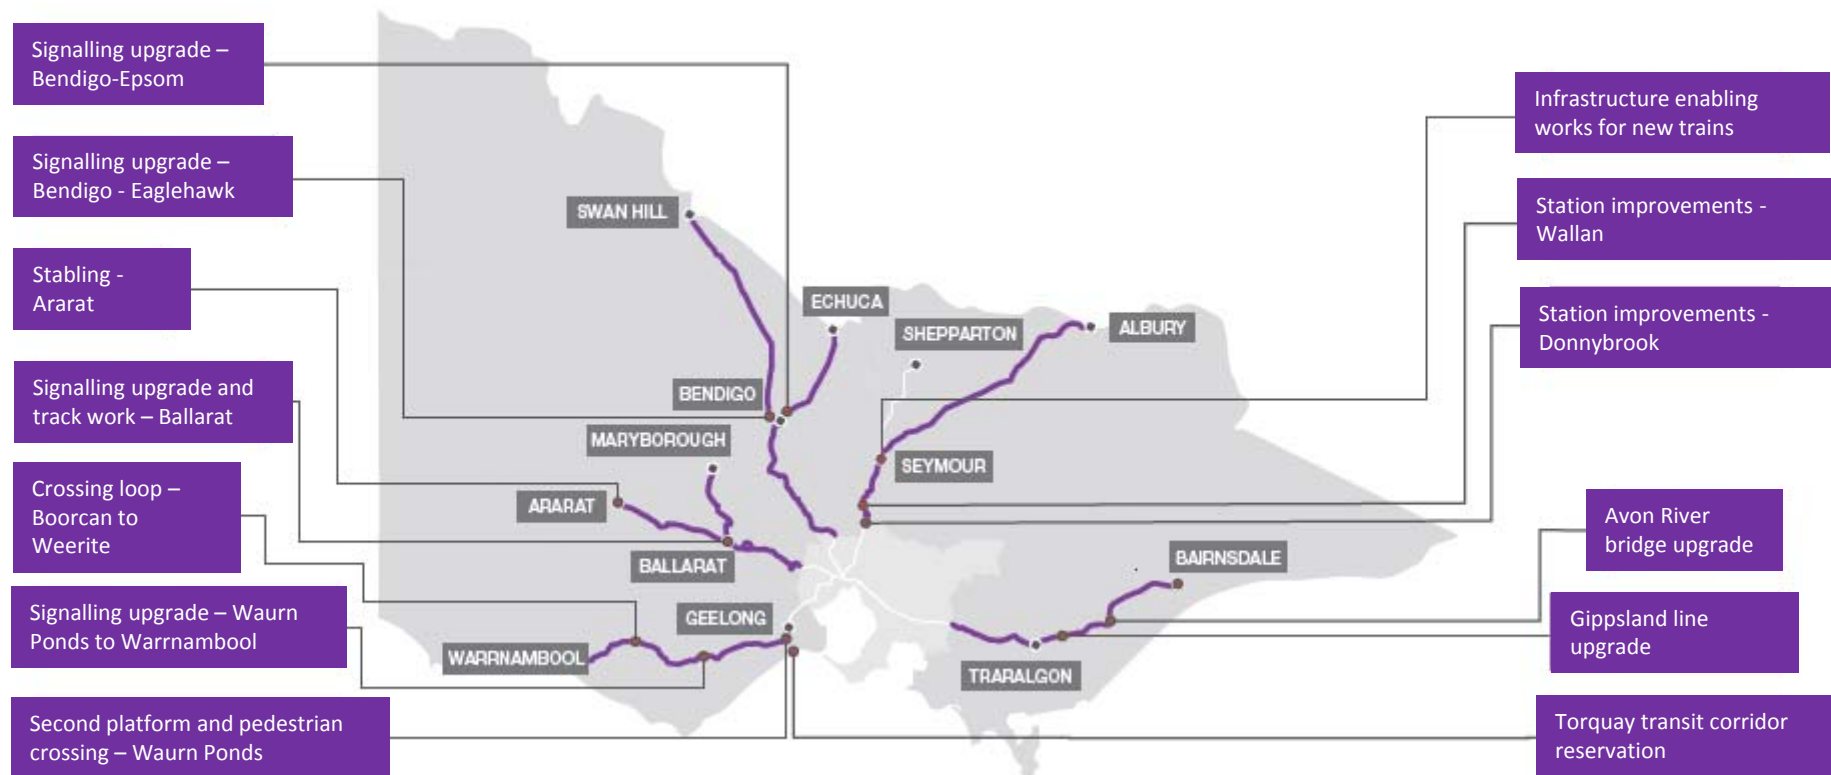 Signalling upgrade –
Bendigo-Epsom
Signalling upgrade –
Bendigo - Eaglehawk
Stabling -
Ararat
Signalling upgrade and
track work – Ballarat
Crossing loop –
Boorcan to
Weerite
Signalling upgrade – Waurn
Ponds to Warrnambool
Second platform and pedestrian
crossing – Waurn Ponds
SWAN HILL
ECHUCA
SHEPPARTON
ALBURY
BENDIGO
MARYBOROUGH
SEYMOUR
ARARAT
BALLARAT
BAIRNSDALE
GEELONG
WARRNAMBOOL
TRARALGON
Infrastructure enabling
works for new trains
Station improvements -
Wallan
Station improvements -
Donnybrook
Avon River
bridge upgrade
Gippsland line
upgrade
Torquay transit corridor
reservation